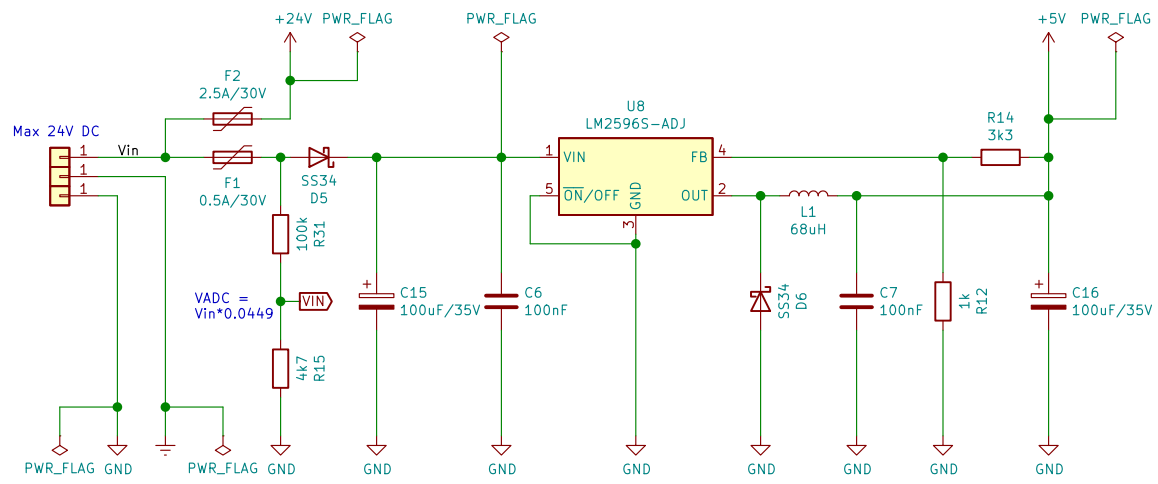 +24V
PWR_FLAG
PWR_FLAG
+5V
PWR_FLAG
F2
2.5A/30V
Max 24V DC
1
1
1
Vin
F1
0.5A/30V
SS34
D5
U8
LM2596S-ADJ
1
VIN
5
ON/OFF
GND
3
FB
4
OUT
2
R14
3k3
L1
68uH
100k
R31
VADC =
Vin*0.0449
VIN
4k7
R15
+
C15
100uF/35V
C6
100nF
SS34
D6
C7
100nF
1k
R12
+
C16
100uF/35V
PWR_FLAG
GND
PWR_FLAG
GND
GND
GND
GND
GND
GND
GND
GND